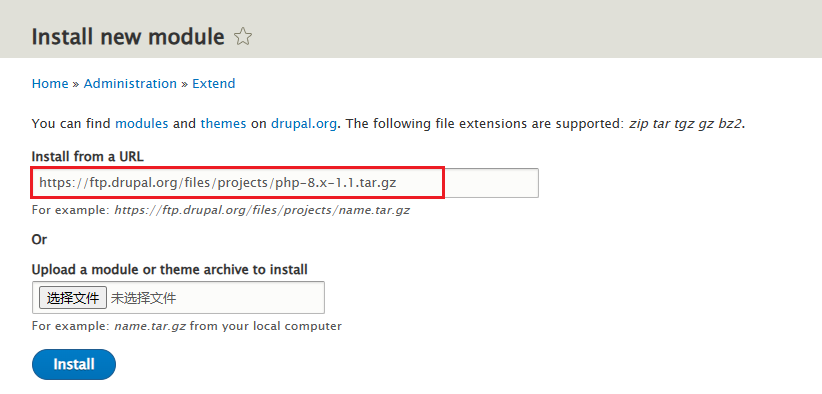 Install new module
Home » Administration » Extend
You can find modules and themes on drupal.org. The following file extensions are supported: zip tar tgz gz bz2.
Install from a URL
https://ftp.drupal.org/files/projects/php-8.x-1.1.tar.gz
For example: https://ftp.drupal.org/files/projects/name.tar.gz
Or
Upload a module or theme archive to install
选择文件 未选择文件
For example: name.tar.gz from your local computer
Install